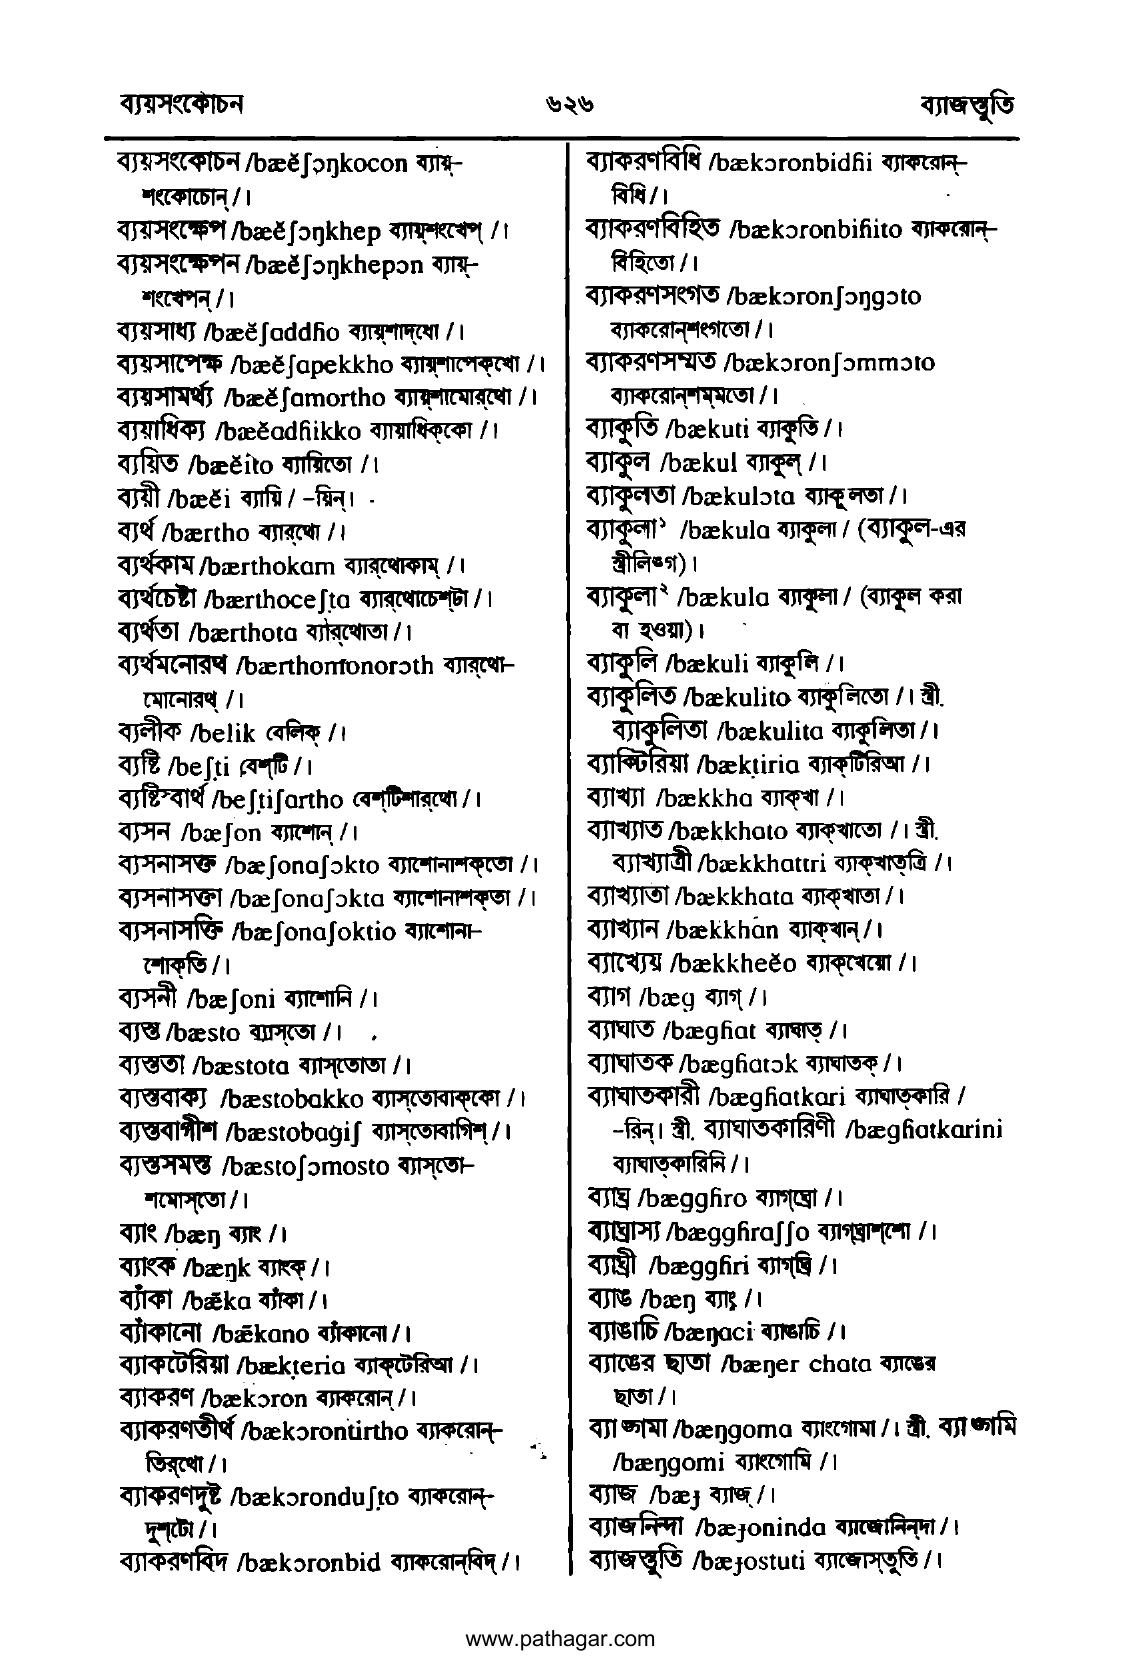 ব্যয়সংকোচন ৬২৬ ব্যাজস্তুতি
ব্যয়সংকোচন /bæĕʃɔŋkocon ব্যায়্-
শংকোচোন্ /।
ব্যয়সংক্ষেপ /bæĕʃɔŋkhep ব্যায়্শংখেপ্ /।
ব্যয়সংক্ষেপন /bæĕʃɔŋkhepɔn ব্যায়্-
শংখেপন্ /।
ব্যয়সাধ্য /bæĕʃaddɦo ব্যায়্শাদ্ধো /।
ব্যয়সাপেক্ষ /bæĕʃapekkho ব্যায়্শাপেক্খো /।
ব্যয়সামর্থ্য /bæĕʃamortho ব্যায়্শামোর্থো /।
ব্যয়াধিক্য /bæĕadɦikko ব্যায়াধিক্কো /।
ব্যয়িত /bæĕito ব্যায়িতো /।
ব্যয়ী /bæĕi ব্যায়ি / -য়িন্।
ব্যর্থ /bærtho ব্যার্থো /।
ব্যর্থকাম /bærthokam ব্যার্থোকাম্ /।
ব্যর্থচেষ্টা /bærthoceʃṭa ব্যার্থোচেশ্টা /।
ব্যর্থতা /bærthota ব্যার্থোতা /।
ব্যর্থমনোরথ /bærthomonorɔth ব্যার্থো-
মোনোরথ্ /।
ব্যলীক /belik বেলিক্ /।
ব্যষ্টি /beʃṭi বেশ্টি /।
ব্যষ্টিস্বার্থ /beʃṭiʃartho বেশ্টিশার্থো /।
ব্যসন /bæʃon ব্যাশোন্ /।
ব্যসনাসক্ত /bæʃonaʃɔkto ব্যাশোনাশক্তো /।
ব্যসনাসক্তা /bæʃonaʃɔkta ব্যাশোনাশক্তা /।
ব্যসনাসক্তি /bæʃonaʃoktio ব্যাশোনা-
শোক্তি /।
ব্যসনী /bæʃoni ব্যাশোনি /।
ব্যস্ত /bæsto ব্যাস্তো /।
ব্যস্ততা /bæstota ব্যাস্তোতা /।
ব্যস্তবাক্য /bæstobakko ব্যাস্তোবাক্কো /।
ব্যস্তবাগীশ /bæstobagiʃ ব্যাস্তোবাগিশ্ /।
ব্যস্তসমস্ত /bæstoʃɔmosto ব্যাস্তো-
শমোস্তো /।
ব্যাং /bæŋ ব্যাং /।
ব্যাংক /bæŋk ব্যাংক্ /।
ব্যাঁকা /bæ̃ka ব্যাঁকা /।
ব্যাঁকানো /bæ̃kano ব্যাঁকানো /।
ব্যাকটেরিয়া /bækṭeria ব্যাক্টেরিআ /।
ব্যাকরণ /bækɔron ব্যাকরোন্ /।
ব্যাকরণতীর্থ /bækɔrontirtho ব্যাকরোন্-
তির্থো /।
ব্যাকরণদুষ্ট /bækɔronduʃṭo ব্যাকরোন্-
দুশ্টো /।
ব্যাকরণবিদ /bækɔronbid ব্যাকরোন্বিদ্ /।
ব্যাকরণবিধি /bækɔronbidɦi ব্যাকরোন্-
বিধি /।
ব্যাকরণবিহিত /bækɔronbiɦito ব্যাকরোন্-
বিহিতো /।
ব্যাকরণসংগত /bækɔronʃɔŋgɔto
ব্যাকরোন্শংগতো /।
ব্যাকরণসম্মত /bækɔronʃɔmmɔto
ব্যাকরোন্শম্মতো /।
ব্যাকুতি /bækuti ব্যাকুতি /।
ব্যাকুল /bækul ব্যাকুল্ /।
ব্যাকুলতা /bækulɔta ব্যাকুলতা /।
ব্যাকুলা¹ /bækula ব্যাকুলা / (ব্যাকুল-এর
স্ত্রীলিঙ্গ)।
ব্যাকুলা² /bækula ব্যাকুলা / (ব্যাকুল করা
বা হওয়া)।
ব্যাকুলি /bækuli ব্যাকুলি /।
ব্যাকুলিত /bækulito ব্যাকুলিতো /। স্ত্রী.
ব্যাকুলিতা /bækulita ব্যাকুলিতা /।
ব্যাক্টিরিয়া /bækṭiria ব্যাক্টিরিআ /।
ব্যাখ্যা /bækkha ব্যাক্খা /।
ব্যাখ্যাত /bækkhato ব্যাক্খাতো /। স্ত্রী.
ব্যাখ্যাত্রী /bækkhattri ব্যাক্খাত্ত্রি /।
ব্যাখ্যাতা /bækkhata ব্যাক্খাতা /।
ব্যাখ্যান /bækkhan ব্যাক্খান্ /।
ব্যাখ্যেয় /bækkheĕo ব্যাক্খেয়ো /।
ব্যাগ /bæg ব্যাগ্ /।
ব্যাঘাত /bægɦat ব্যাঘাত্ /।
ব্যাঘাতক /bægɦatɔk ব্যাঘাতক্ /।
ব্যাঘাতকারী /bægɦatkari ব্যাঘাত্কারি /
-রিন্। স্ত্রী. ব্যাঘাতকারিণী /bægɦatkarini
ব্যাঘাত্কারিনি /।
ব্যাঘ্র /bæggɦro ব্যাগ্ঘ্রো /।
ব্যাঘ্রাস্য /bæggɦraʃʃo ব্যাগ্ঘ্রাশ্শো /।
ব্যাঘ্রী /bæggɦri ব্যাগ্ঘ্রি /।
ব্যাঙ /bæŋ ব্যাং /।
ব্যাঙাচি /bæŋaci ব্যাঙাচি /।
ব্যাঙের ছাতা /bæŋer chata ব্যাঙের
ছাতা /।
ব্যাঙ্গমা /bæŋgoma ব্যাংগোমা /। স্ত্রী. ব্যাঙ্গমি
/bæŋgomi ব্যাংগোমি /।
ব্যাজ /bæɟ ব্যাজ্ /।
ব্যাজনিন্দা /bæɟoninda ব্যাজোনিন্দা /।
ব্যাজস্তুতি /bæɟostuti ব্যাজোস্তুতি /।
www.pathagar.com